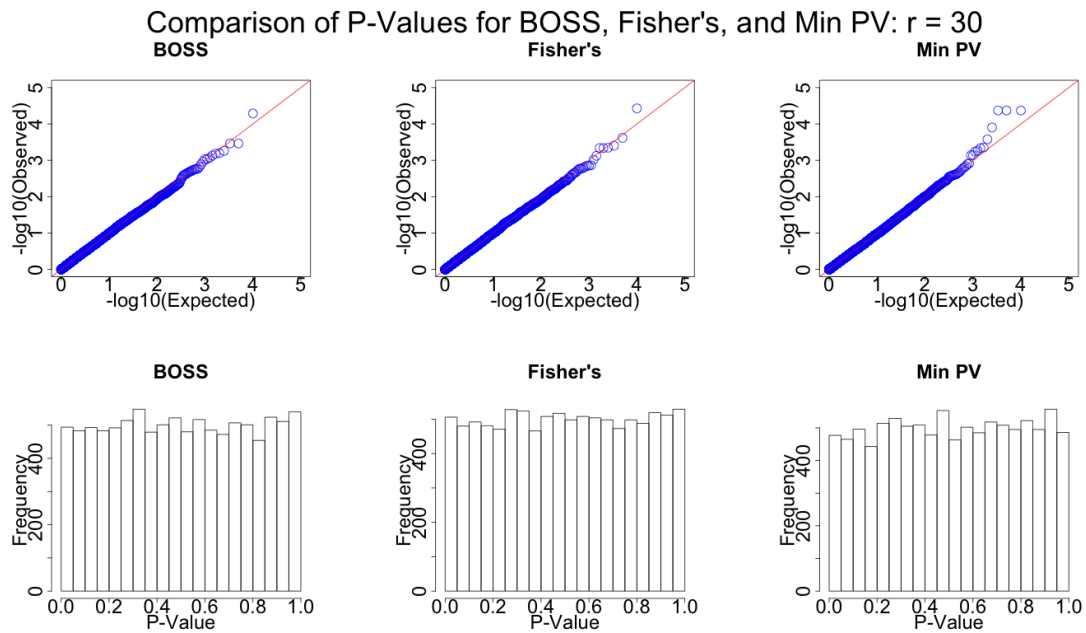 Comparison of P-Values for BOSS, Fisher's, and Min PV: r = 30
BOSS
Fisher's
Min PV
-log10(Observed)
0 1 2 3 4 5
0 1 2 3 4 5
-log10(Expected)
-log10(Observed)
0 1 2 3 4 5
0 1 2 3 4 5
-log10(Expected)
-log10(Observed)
0 1 2 3 4 5
0 1 2 3 4 5
-log10(Expected)
BOSS
Fisher's
Min PV
Frequency
0 200 400
0.0 0.2 0.4 0.6 0.8 1.0
P-Value
Frequency
0 200 400
0.0 0.2 0.4 0.6 0.8 1.0
P-Value
Frequency
0 200 400
0.0 0.2 0.4 0.6 0.8 1.0
P-Value